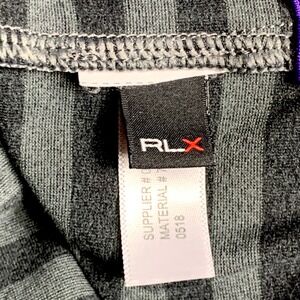 RLX
SUPPLIER #
MATERIAL #
0518